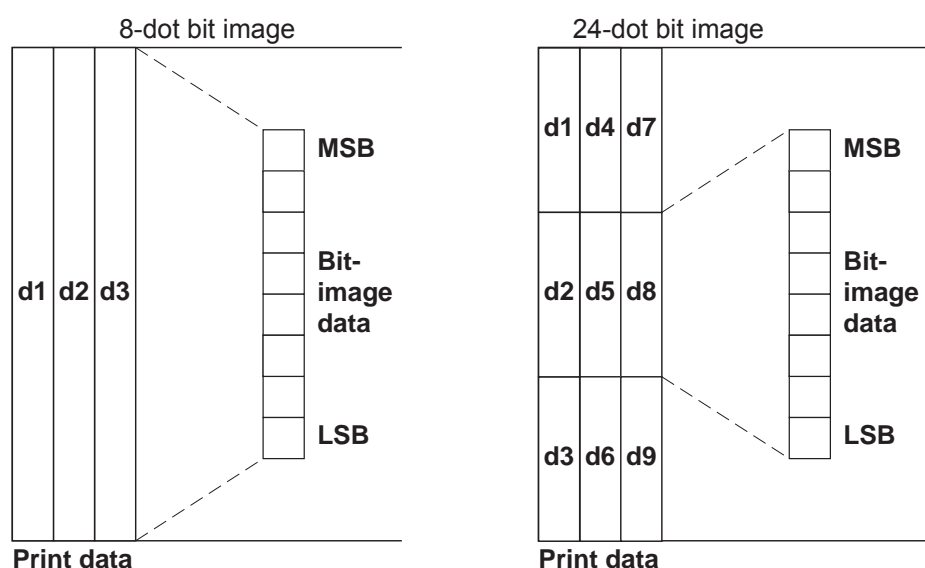 8-dot bit image
MSB
Bit-
image
data
d1 d2 d3
LSB
Print data
24-dot bit image
d1 d4 d7
MSB
d2 d5 d8
Bit-
image
data
d3 d6 d9
LSB
Print data